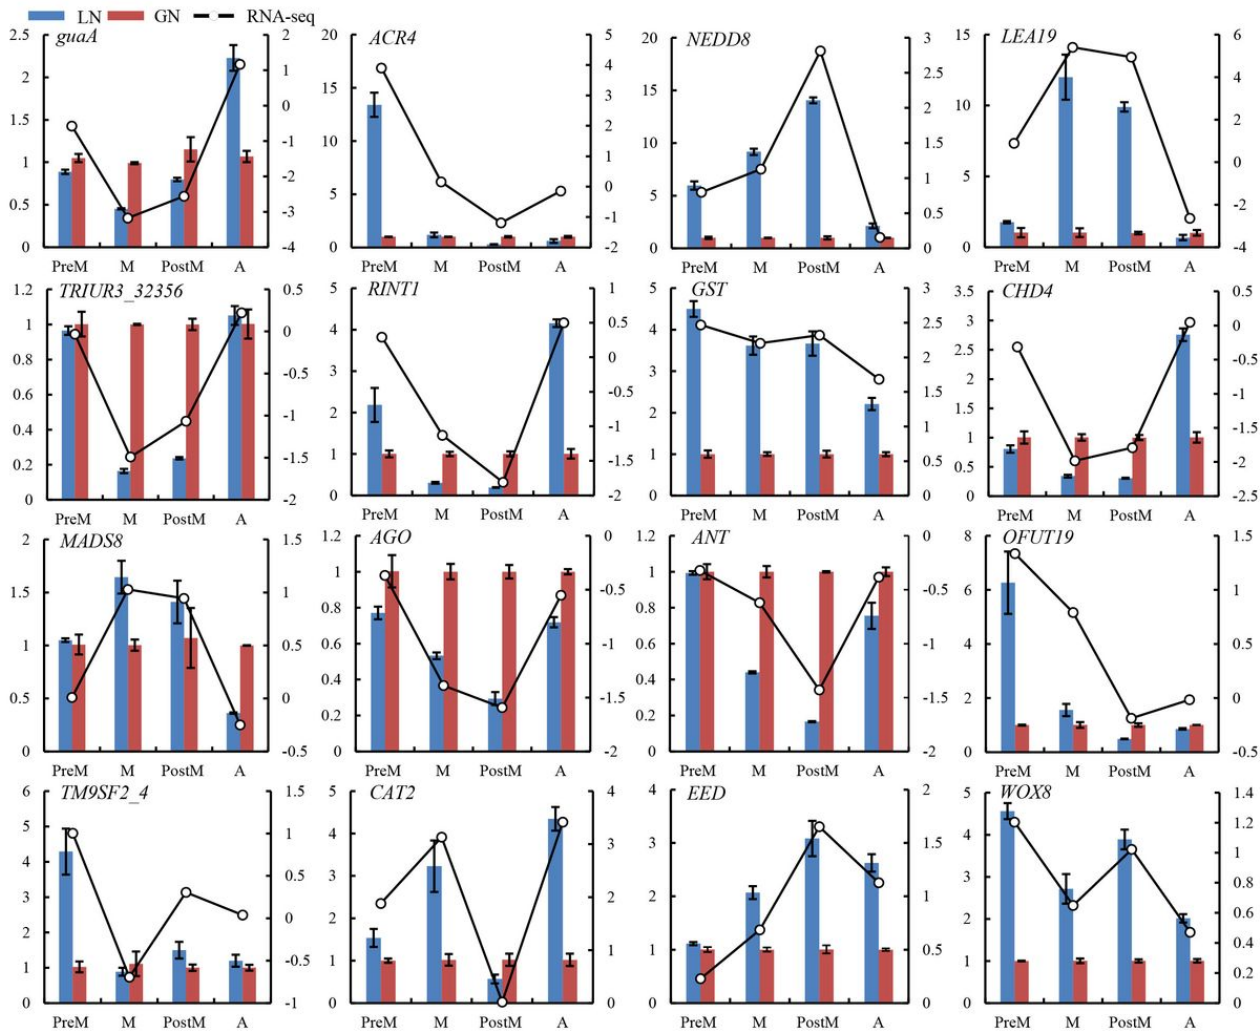 LN GN RNA-seq
guaA
2.5 2 1.5 1 0.5 0
2 1 0 -1 -2 -3 -4
PreM M PostM A
ACR4
20 15 10 5 0
5 4 3 2 1 0 -1 -2
PreM M PostM A
NEDD8
20 15 10 5 0
3 2.5 2 1.5 1 0.5 0
PreM M PostM A
LEA19
15 10 5 0
6 4 2 0 -2 -4
PreM M PostM A
TRIUR3_32356
1.2 1 0.8 0.6 0.4 0.2 0
0.5 0 -0.5 -1 -1.5 -2
PreM M PostM A
RINT1
5 4 3 2 1 0
1 0.5 0 -0.5 -1 -1.5 -2
PreM M PostM A
GST
5 4 3 2 1 0
3 2.5 2 1.5 1 0.5 0
PreM M PostM A
CHD4
3.5 3 2.5 2 1.5 1 0.5 0
0.5 0 -0.5 -1 -1.5 -2 -2.5
PreM M PostM A
MADS8
2 1.5 1 0.5 0
1.5 1 0.5 0 -0.5
PreM M PostM A
AGO
1.2 1 0.8 0.6 0.4 0.2 0
0 -0.5 -1 -1.5 -2
PreM M PostM A
ANT
1.2 1 0.8 0.6 0.4 0.2 0
0 -0.5 -1 -1.5 -2
PreM M PostM A
OFUT19
8 6 4 2 0
1.5 1 0.5 0 -0.5
PreM M PostM A
TM9SF2_4
6 5 4 3 2 1 0
1.5 1 0.5 0 -0.5 -1
PreM M PostM A
CAT2
5 4 3 2 1 0
4 3 2 1 0
PreM M PostM A
EED
4 3 2 1 0
2 1.5 1 0.5 0
PreM M PostM A
WOX8
5 4 3 2 1 0
1.4 1.2 1 0.8 0.6 0.4 0.2 0
PreM M PostM A